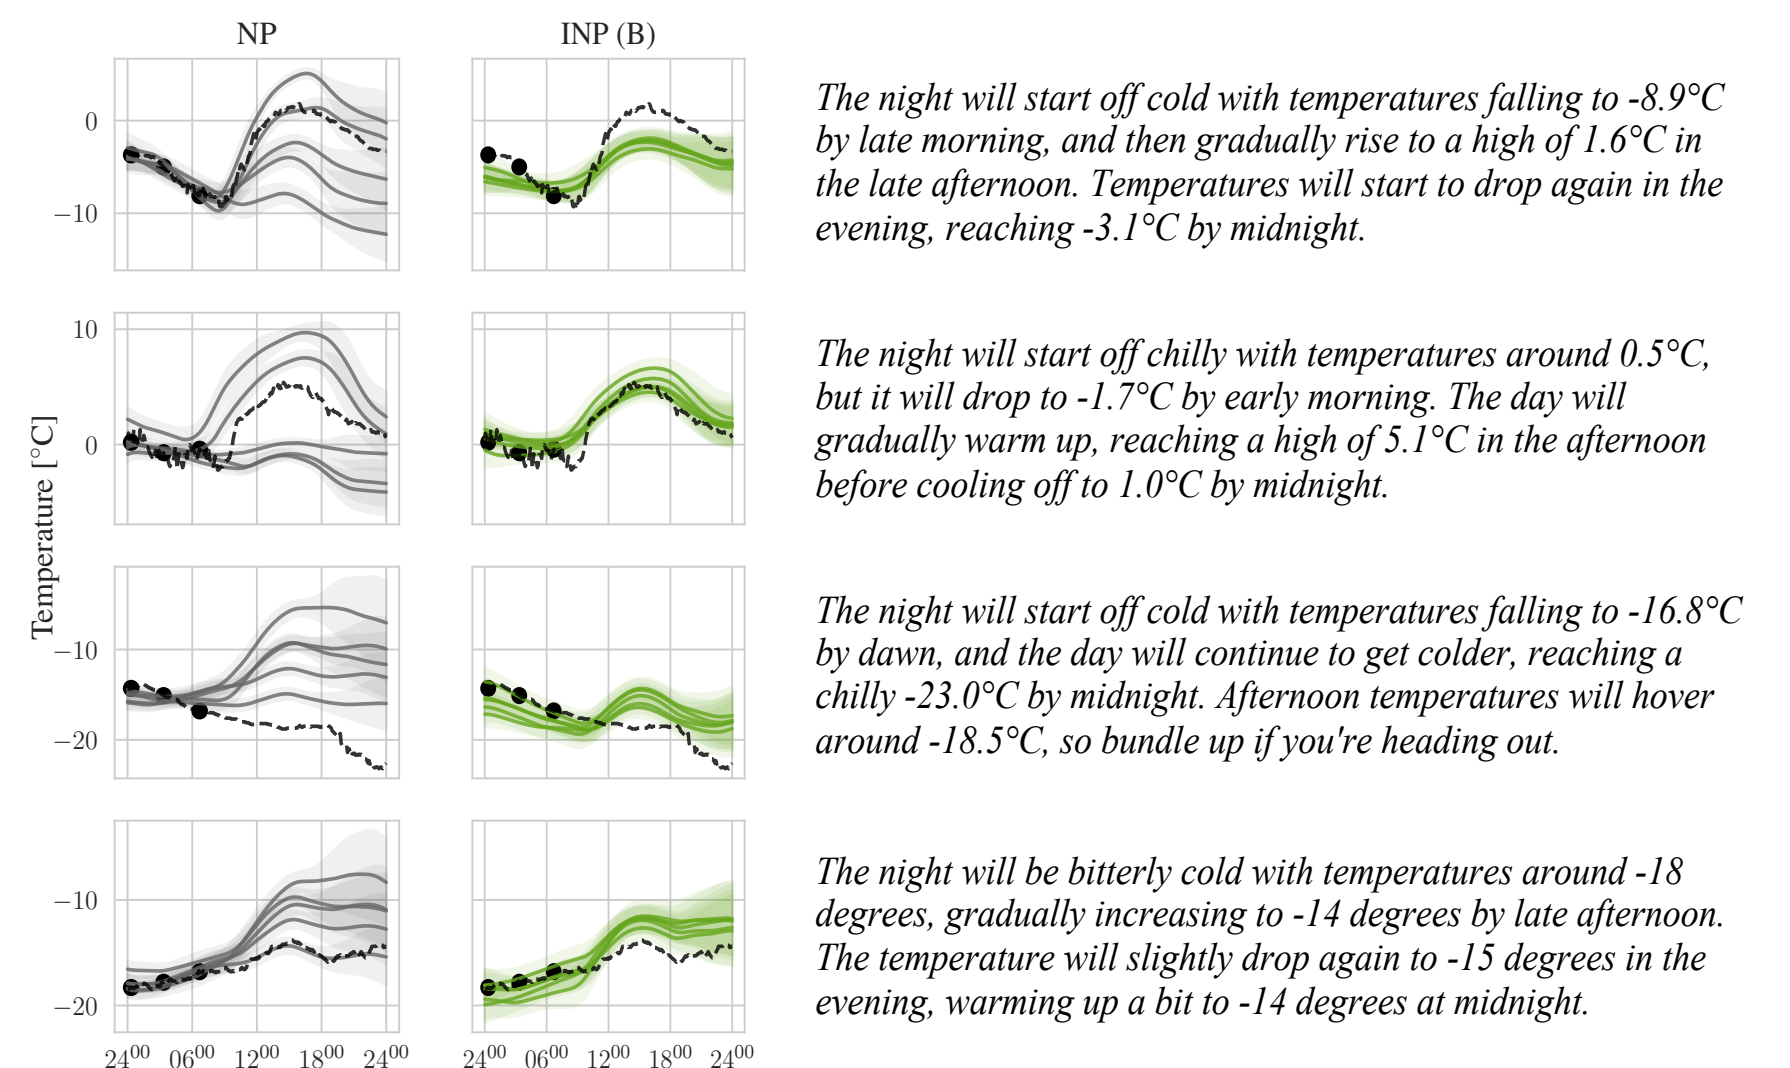 NP
INP (B)
0
−10
The night will start off cold with temperatures falling to -8.9°C
by late morning, and then gradually rise to a high of 1.6°C in
the late afternoon. Temperatures will start to drop again in the
evening, reaching -3.1°C by midnight.
Temperature [°C]
10
0
The night will start off chilly with temperatures around 0.5°C,
but it will drop to -1.7°C by early morning. The day will
gradually warm up, reaching a high of 5.1°C in the afternoon
before cooling off to 1.0°C by midnight.
−10
−20
The night will start off cold with temperatures falling to -16.8°C
by dawn, and the day will continue to get colder, reaching a
chilly -23.0°C by midnight. Afternoon temperatures will hover
around -18.5°C, so bundle up if you're heading out.
−10
−20
The night will be bitterly cold with temperatures around -18
degrees, gradually increasing to -14 degrees by late afternoon.
The temperature will slightly drop again to -15 degrees in the
evening, warming up a bit to -14 degrees at midnight.
24⁰⁰ 06⁰⁰ 12⁰⁰ 18⁰⁰ 24⁰⁰
24⁰⁰ 06⁰⁰ 12⁰⁰ 18⁰⁰ 24⁰⁰